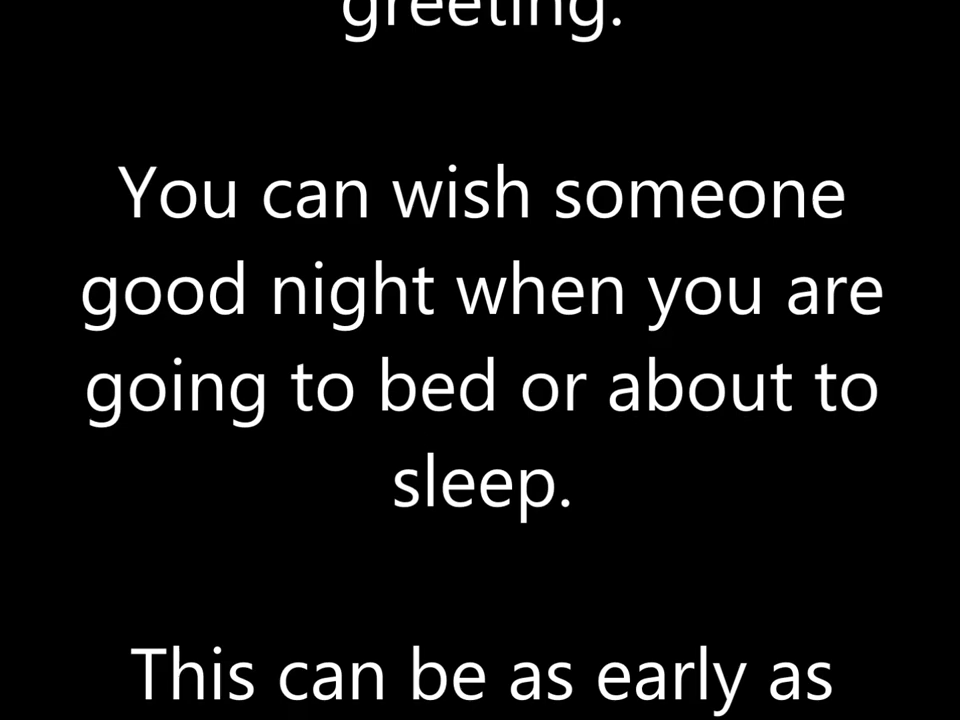 greeting.
You can wish someone
good night when you are
going to bed or about to
sleep.
This can be as early as